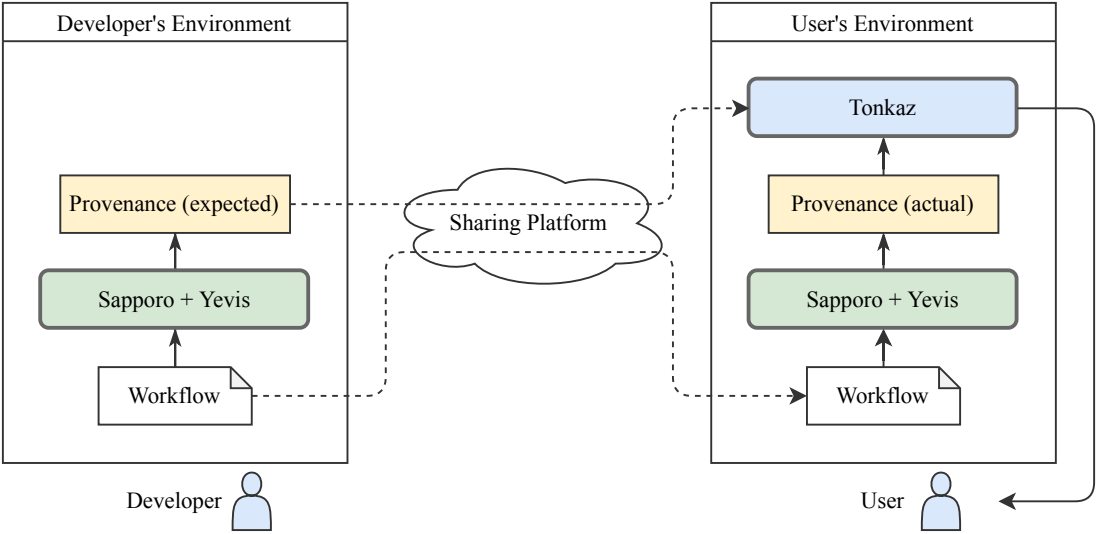 Developer's Environment
User's Environment
Tonkaz
Provenance (expected)
Sharing Platform
Provenance (actual)
Sapporo + Yevis
Sapporo + Yevis
Workflow
Workflow
Developer
User